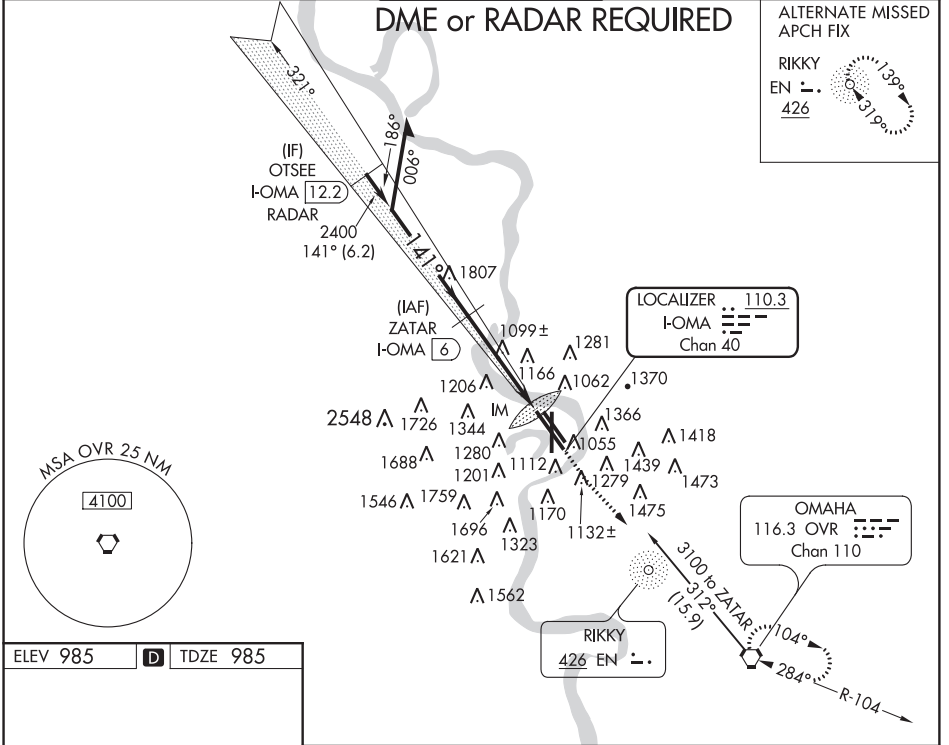 DME or RADAR REQUIRED
ALTERNATE MISSED
APCH FIX
RIKKY
EN
426
139°
319°
321°
186°
006°
(IF)
OTSEE
I-OMA 12.2
RADAR
2400
141° (6.2)
141°
1807
(IAF)
ZATAR
I-OMA 6
LOCALIZER 110.3
I-OMA
Chan 40
1099±
1281
1166
1206
1062
1370
IM
2548
1726
1344
1366
1280
1055
1418
1688
1201
1112
1439
1279
1473
1546
1759
1696
1170
1475
1323
1132±
1621
1562
MSA OVR 25 NM
4100
OMAHA
116.3 OVR
Chan 110
3100 to ZATAR
312°
(15.9)
RIKKY
426 EN
104°
284°
R-104
ELEV 985 D TDZE 985